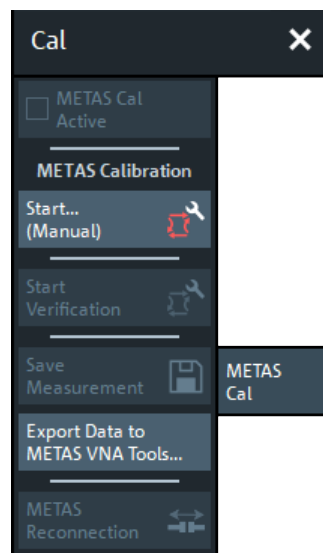 Cal
METAS Cal
Active
METAS Calibration
Start...
(Manual)
Start
Verification
Save
Measurement
METAS
Cal
Export Data to
METAS VNA Tools...
METAS
Reconnection